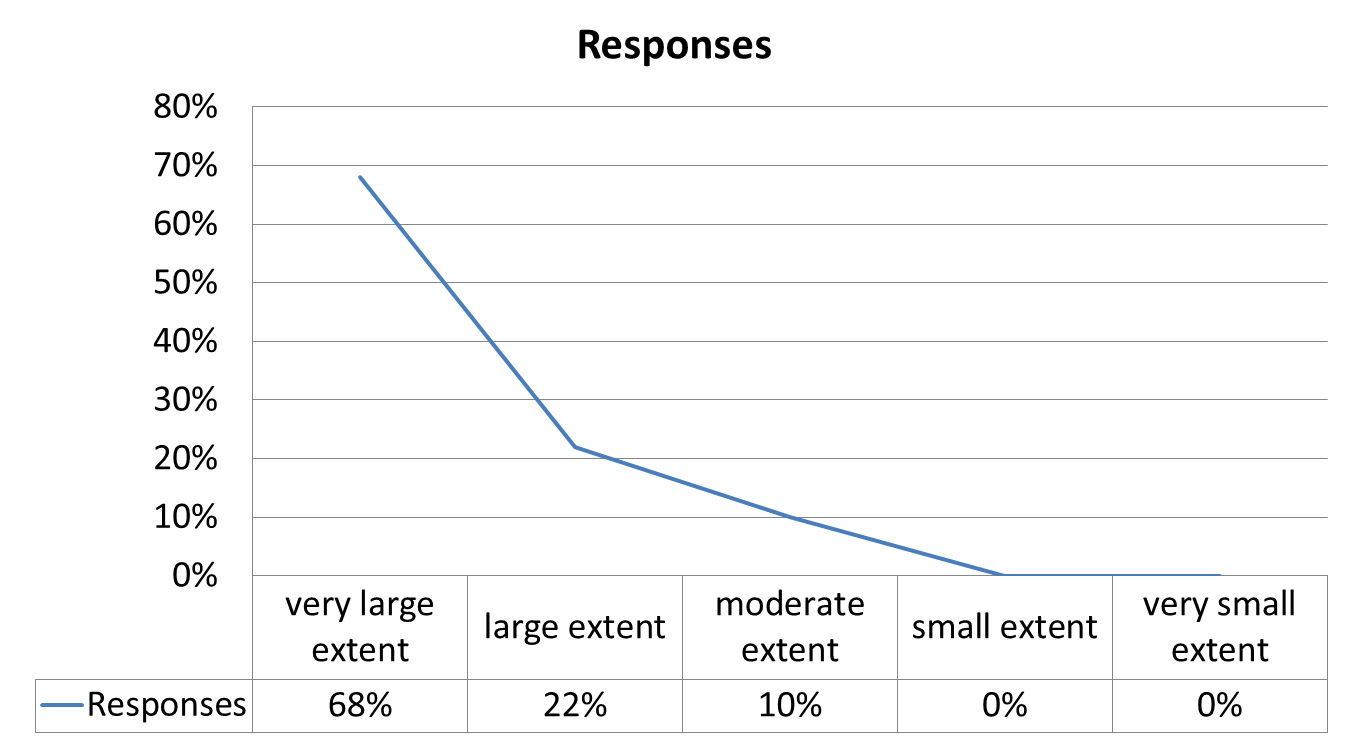 Responses
80%
70%
60%
50%
40%
30%
20%
10%
0%
very large
extent
large extent
moderate
extent
small extent
very small
extent
Responses 68% 22% 10% 0% 0%